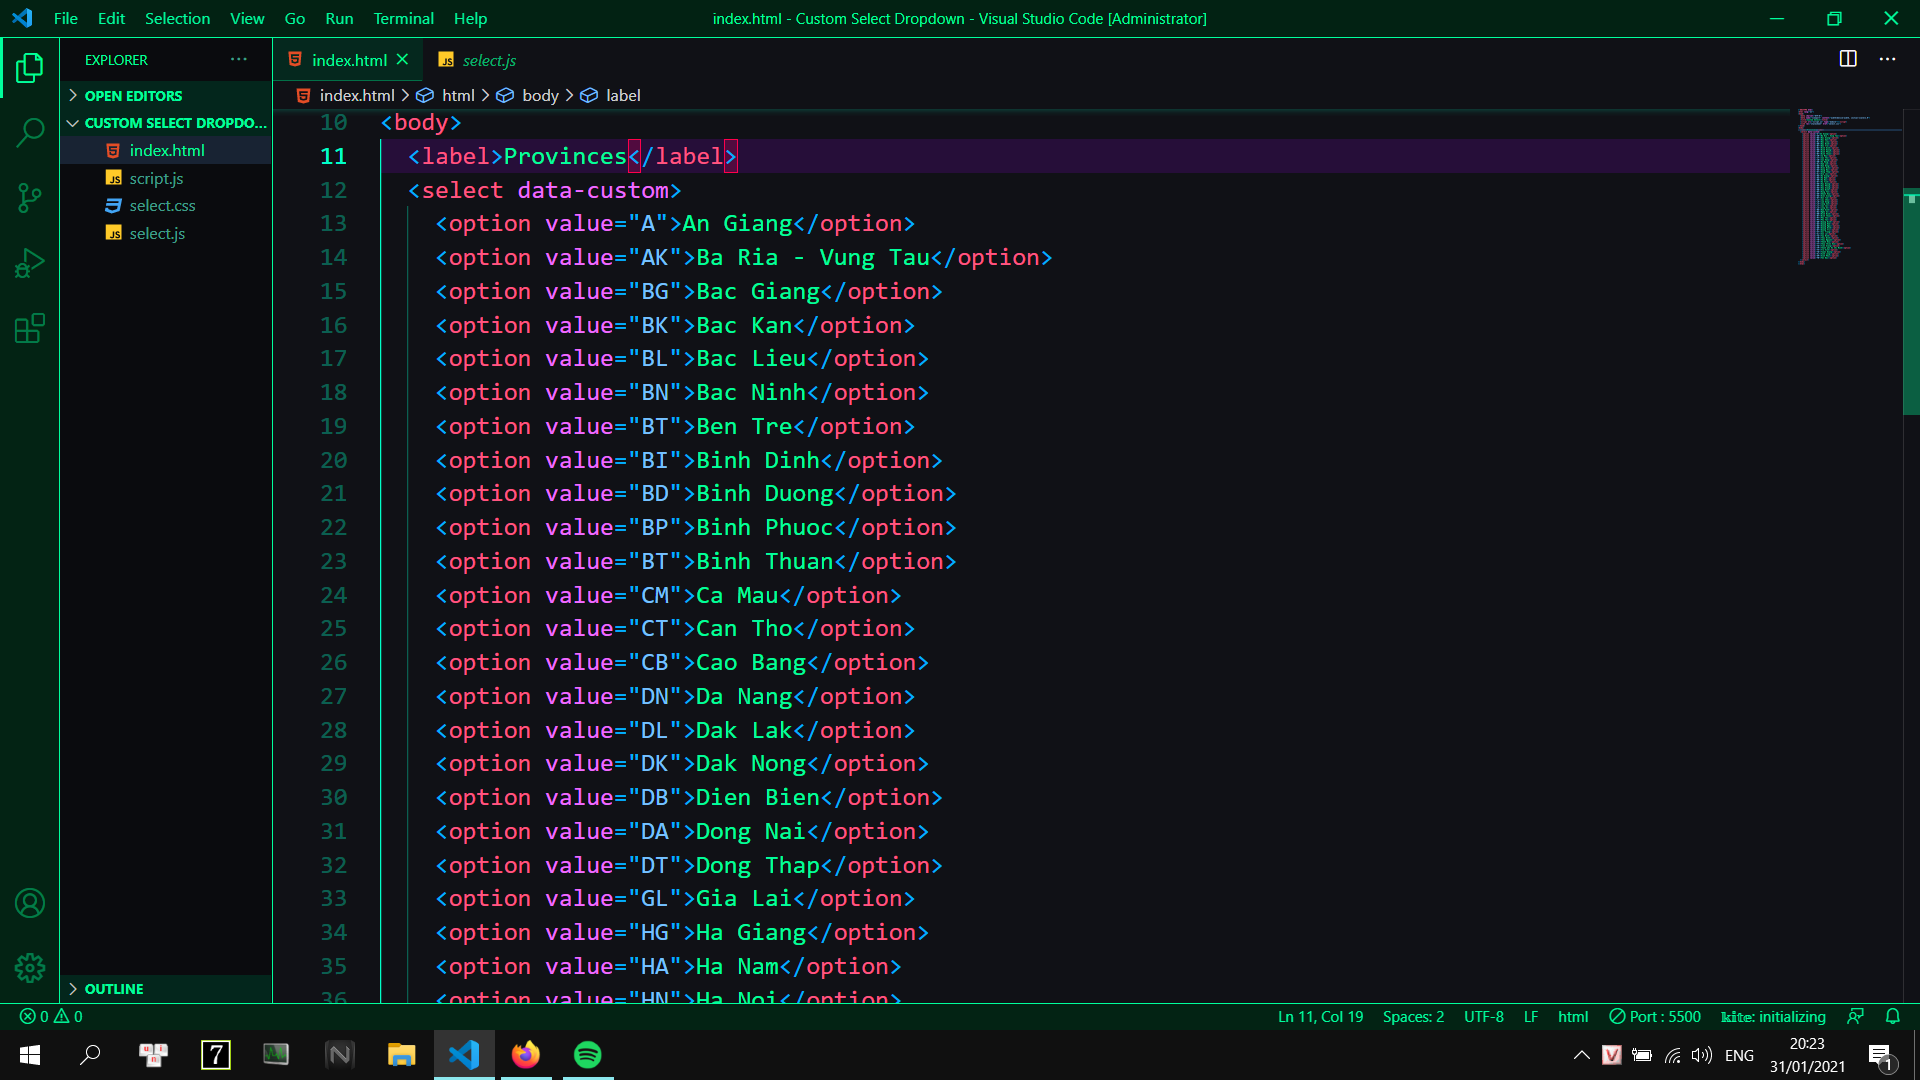 File Edit Selection View Go Run Terminal Help
index.html - Custom Select Dropdown - Visual Studio Code [Administrator]
EXPLORER
OPEN EDITORS
CUSTOM SELECT DROPDO...
index.html
script.js
select.css
select.js
OUTLINE
index.html select.js
index.html > html > body > label
10 <body>
11 <label>Provinces</label>
12 <select data-custom>
13 <option value="A">An Giang</option>
14 <option value="AK">Ba Ria - Vung Tau</option>
15 <option value="BG">Bac Giang</option>
16 <option value="BK">Bac Kan</option>
17 <option value="BL">Bac Lieu</option>
18 <option value="BN">Bac Ninh</option>
19 <option value="BT">Ben Tre</option>
20 <option value="BI">Binh Dinh</option>
21 <option value="BD">Binh Duong</option>
22 <option value="BP">Binh Phuoc</option>
23 <option value="BT">Binh Thuan</option>
24 <option value="CM">Ca Mau</option>
25 <option value="CT">Can Tho</option>
26 <option value="CB">Cao Bang</option>
27 <option value="DN">Da Nang</option>
28 <option value="DL">Dak Lak</option>
29 <option value="DK">Dak Nong</option>
30 <option value="DB">Dien Bien</option>
31 <option value="DA">Dong Nai</option>
32 <option value="DT">Dong Thap</option>
33 <option value="GL">Gia Lai</option>
34 <option value="HG">Ha Giang</option>
35 <option value="HA">Ha Nam</option>
36 <option value="HN">Ha Noi</option>
0 0
Ln 11, Col 19 Spaces: 2 UTF-8 LF html Port : 5500 kite: initializing
ENG
20:23
31/01/2021
1